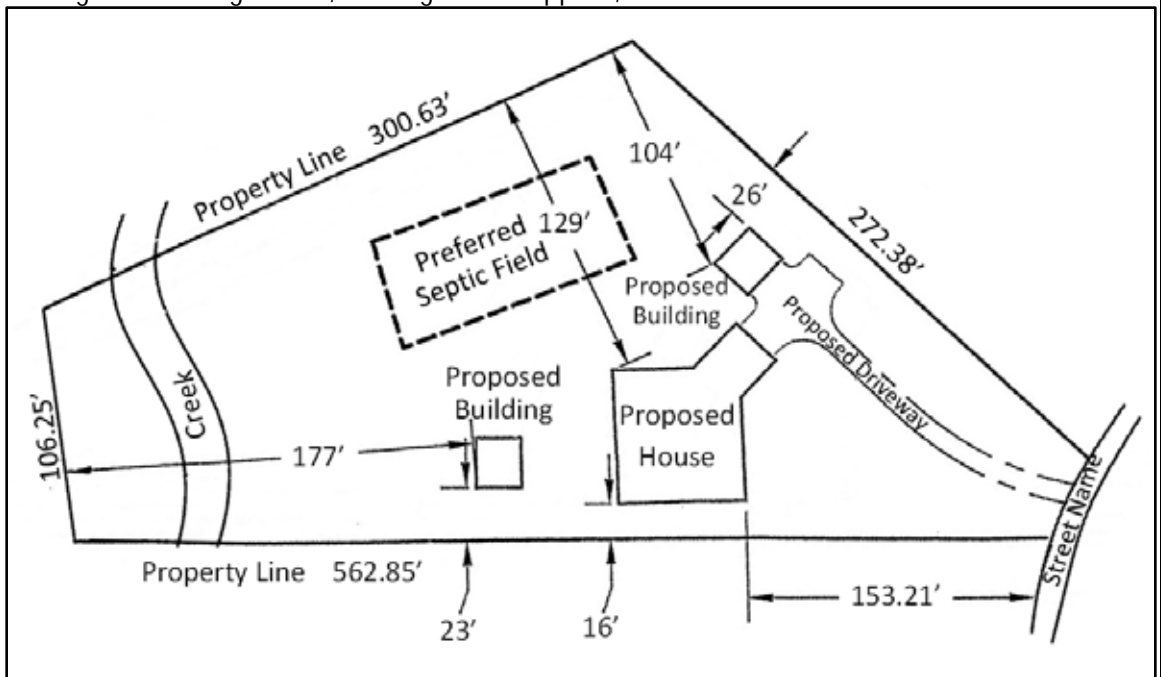 Property Line 300.63'
104'
26'
272.38'
129'
Preferred
Septic Field
Proposed
Building
Proposed Driveway
Creek
106.25'
Proposed
Building
177'
Proposed
House
Street Name
Property Line 562.85'
23'
16'
153.21'